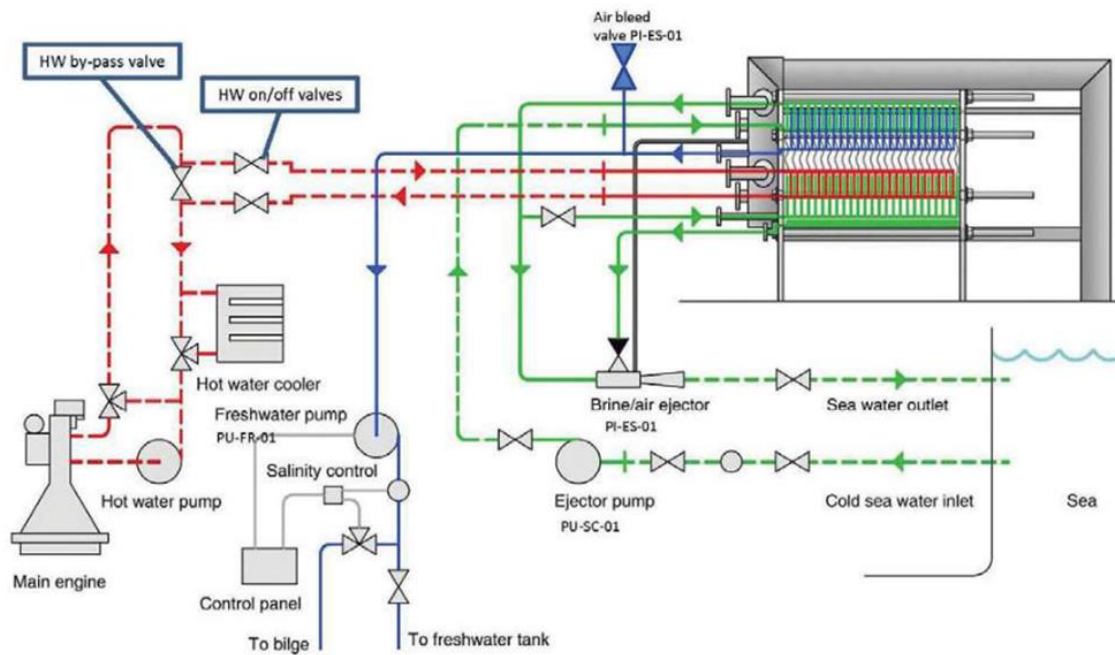 Air bleed
valve PI-ES-01
HW by-pass valve
HW on/off valves
Hot water cooler
Freshwater pump
PU-FR-01
Salinity control
Hot water pump
Main engine
Control panel
To bilge
To freshwater tank
Brine/air ejector
PI-ES-01
Sea water outlet
Ejector pump
PU-SC-01
Cold sea water inlet
Sea